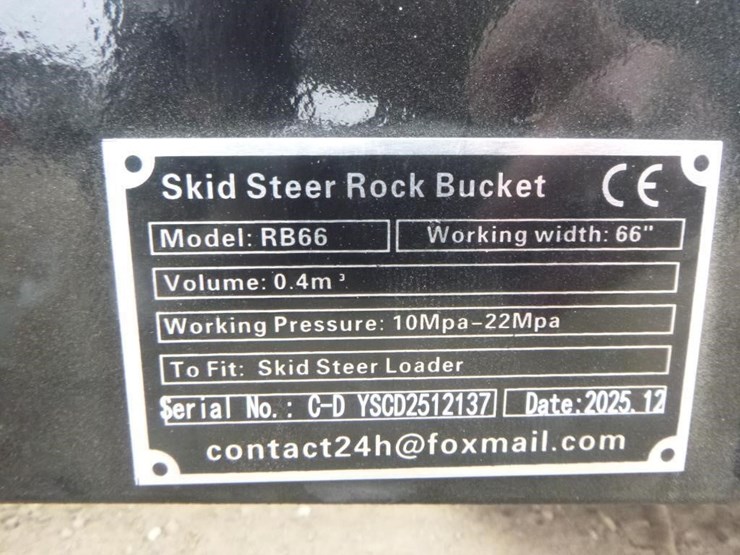 Skid Steer Rock Bucket CE
Model: RB66 Working width: 66"
Volume: 0.4m³
Working Pressure: 10Mpa-22Mpa
To Fit: Skid Steer Loader
Serial No.: C-D YSCD2512137 Date:2025.12
contact24h@foxmail.com